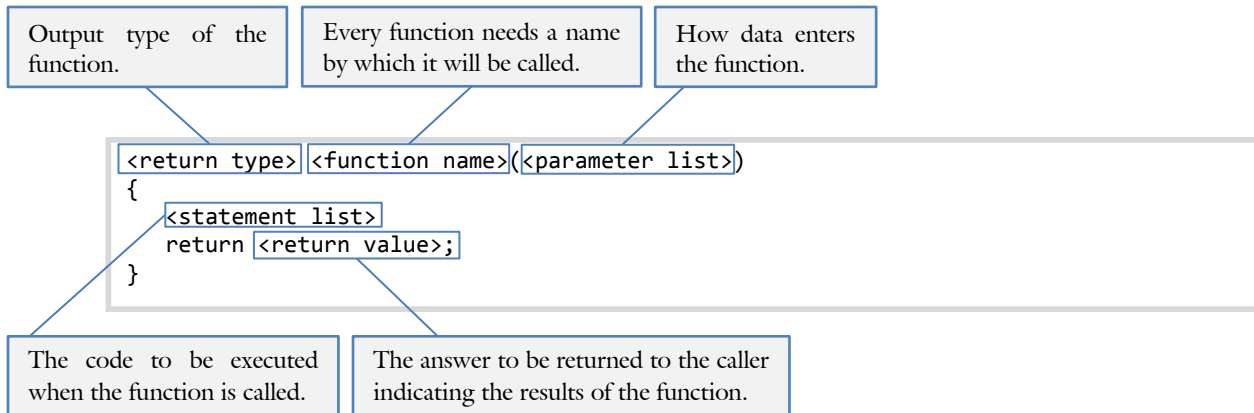 Output type of the
function.
Every function needs a name
by which it will be called.
How data enters
the function.
<return type> <function name>(<parameter list>)
{
<statement list>
return <return value>;
}
The code to be executed
when the function is called.
The answer to be returned to the caller
indicating the results of the function.